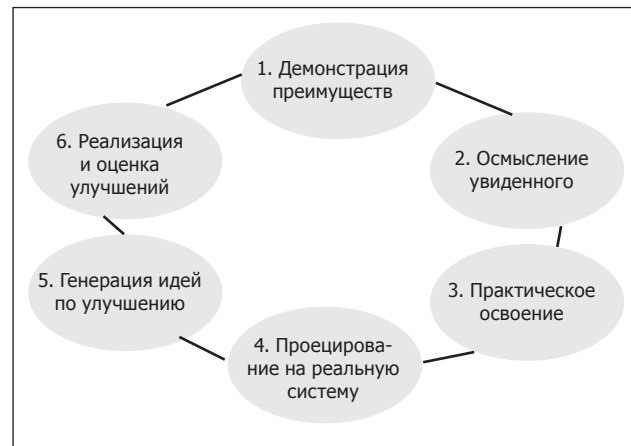 1. Демонстрация
преимуществ
2. Осмысление
увиденного
3. Практическое
освоение
4. Проецирова-
ние на реальную
систему
5. Генерация идей
по улучшению
6. Реализация
и оценка
улучшений